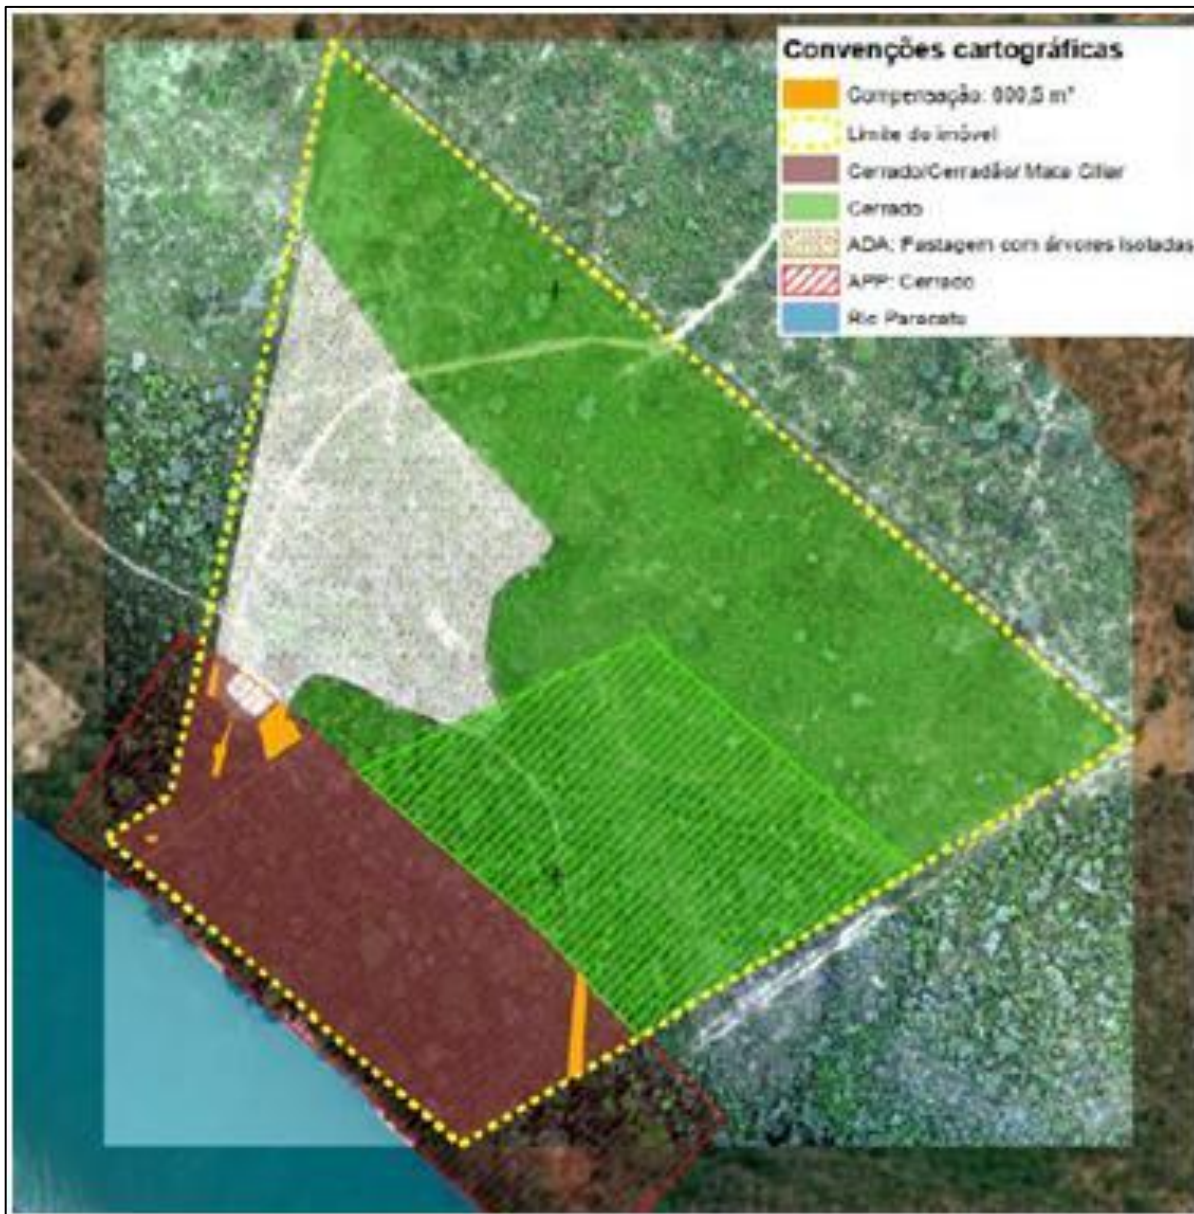 Convenções cartográficas
Compensação: 800,5 m²
Limite do imóvel
Cerrado/Cerradão/ Mata Ciliar
Cerrado
ADA: Pastagem com árvores isoladas
APP: Cerrado
Rio Paracatu